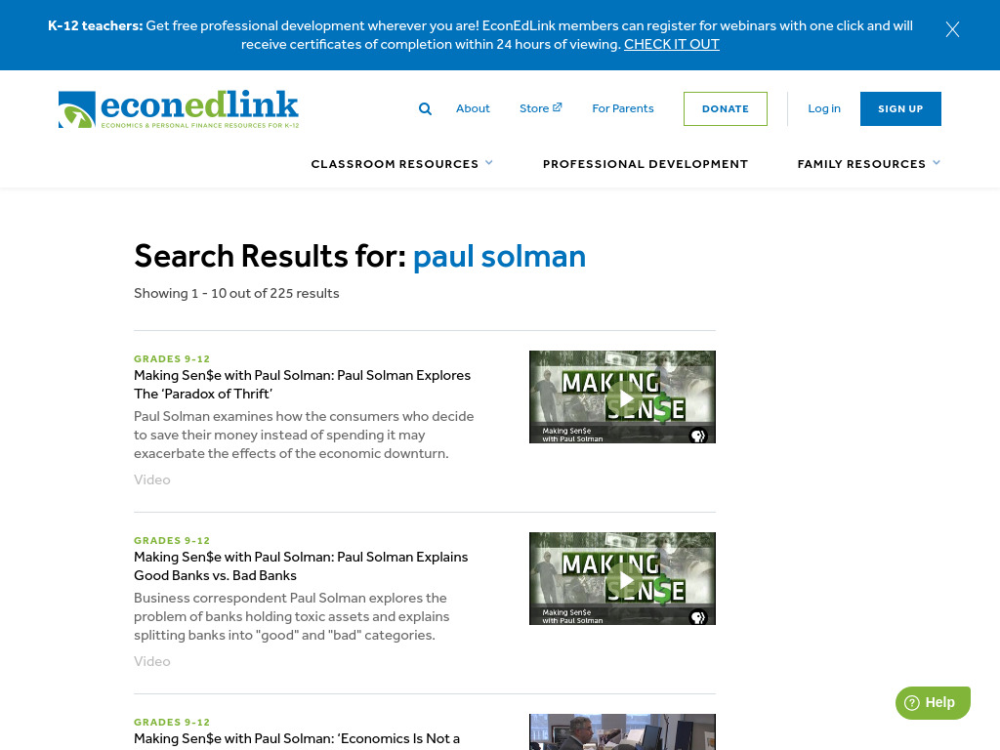 K-12 teachers: Get free professional development wherever you are! EconEdLink members can register for webinars with one click and will
receive certificates of completion within 24 hours of viewing. CHECK IT OUT
econedlink
ECONOMICS & PERSONAL FINANCE RESOURCES FOR K-12
About
Store
For Parents
DONATE
Log in
SIGN UP
CLASSROOM RESOURCES
PROFESSIONAL DEVELOPMENT
FAMILY RESOURCES
Search Results for: paul solman
Showing 1 - 10 out of 225 results
GRADES 9-12
Making Sen$e with Paul Solman: Paul Solman Explores
The ‘Paradox of Thrift’
Paul Solman examines how the consumers who decide
to save their money instead of spending it may
exacerbate the effects of the economic downturn.
Video
MAKING
SEN$E
Making Sen$e
with Paul Solman
GRADES 9-12
Making Sen$e with Paul Solman: Paul Solman Explains
Good Banks vs. Bad Banks
Business correspondent Paul Solman explores the
problem of banks holding toxic assets and explains
splitting banks into "good" and "bad" categories.
Video
MAKING
SEN$E
Making Sen$e
with Paul Solman
GRADES 9-12
Making Sen$e with Paul Solman: ‘Economics Is Not a
Help